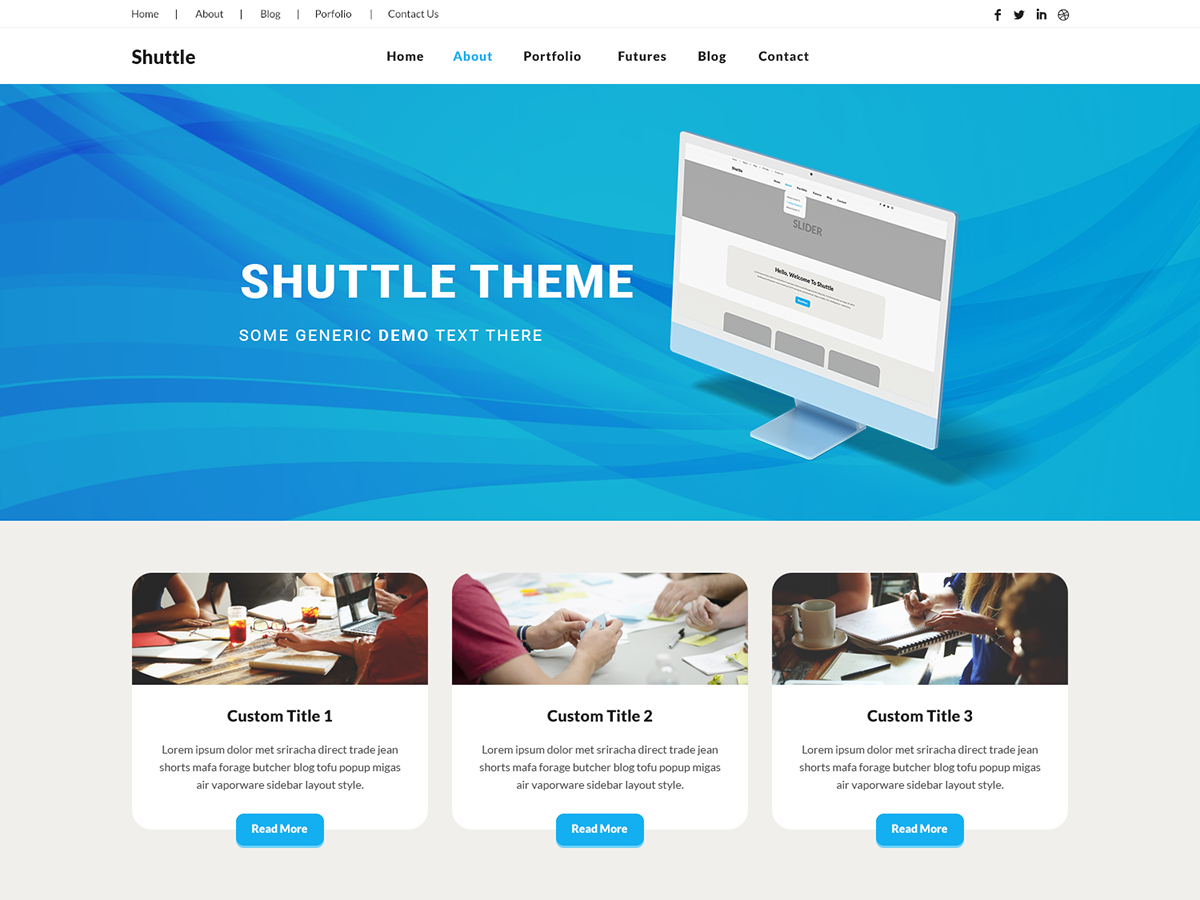 Home | About | Blog | Porfolio | Contact Us
Shuttle
Home About Portfolio Futures Blog Contact
SHUTTLE THEME
SOME GENERIC DEMO TEXT THERE
Shuttle
SLIDER
Hello, Welcome To Shuttle
Custom Title 1
Lorem ipsum dolor met sriracha direct trade jean
shorts mafa forage butcher blog tofu popup migas
air vaporware sidebar layout style.
Read More
Custom Title 2
Lorem ipsum dolor met sriracha direct trade jean
shorts mafa forage butcher blog tofu popup migas
air vaporware sidebar layout style.
Read More
Custom Title 3
Lorem ipsum dolor met sriracha direct trade jean
shorts mafa forage butcher blog tofu popup migas
air vaporware sidebar layout style.
Read More